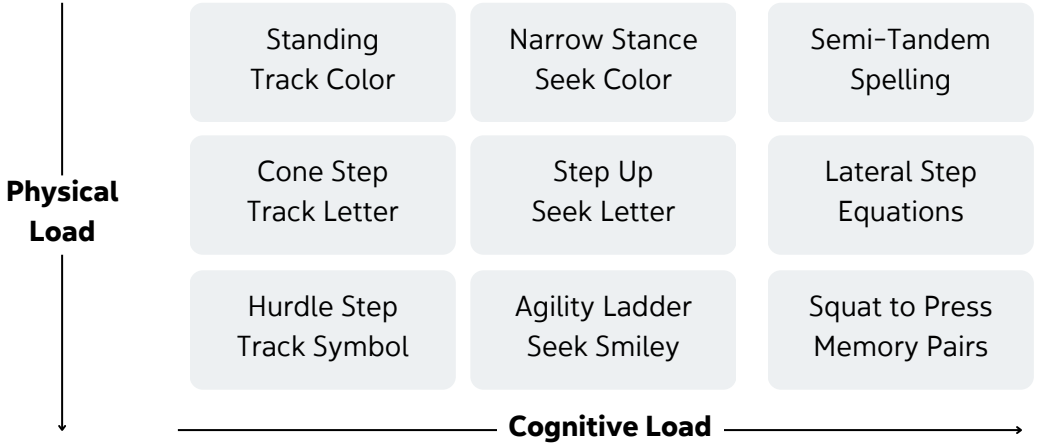 Standing
Track Color
Narrow Stance
Seek Color
Semi-Tandem
Spelling
Physical
Load
Cone Step
Track Letter
Step Up
Seek Letter
Lateral Step
Equations
Hurdle Step
Track Symbol
Agility Ladder
Seek Smiley
Squat to Press
Memory Pairs
Cognitive Load